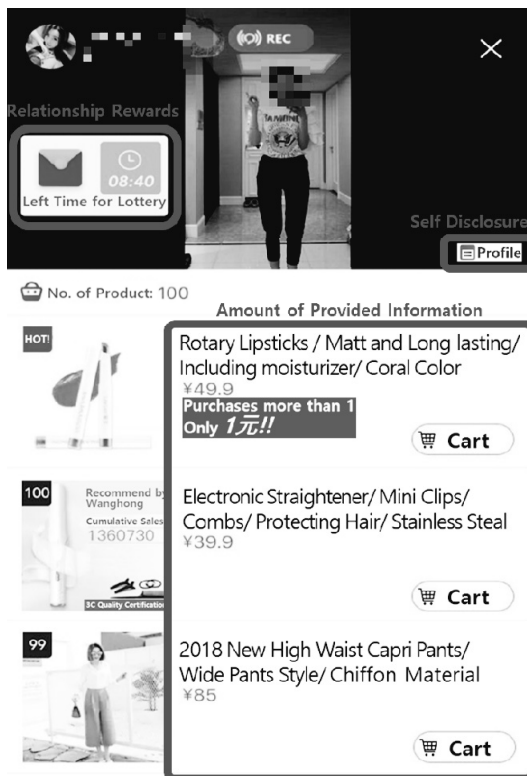 REC
Relationship Rewards
08:40
Left Time for Lottery
Self Disclosure
Profile
No. of Product: 100
Amount of Provided Information
HOT!
Rotary Lipsticks / Matt and Long lasting/
Including moisturizer/ Coral Color
¥49.9
Purchases more than 1
Only 1元!!
Cart
100
Recommend by
Wanghong
Cumulative Sales
1360730
3C Quality Certification
Electronic Straightener/ Mini Clips/
Combs/ Protecting Hair/ Stainless Steal
¥39.9
Cart
99
2018 New High Waist Capri Pants/
Wide Pants Style/ Chiffon Material
¥85
Cart